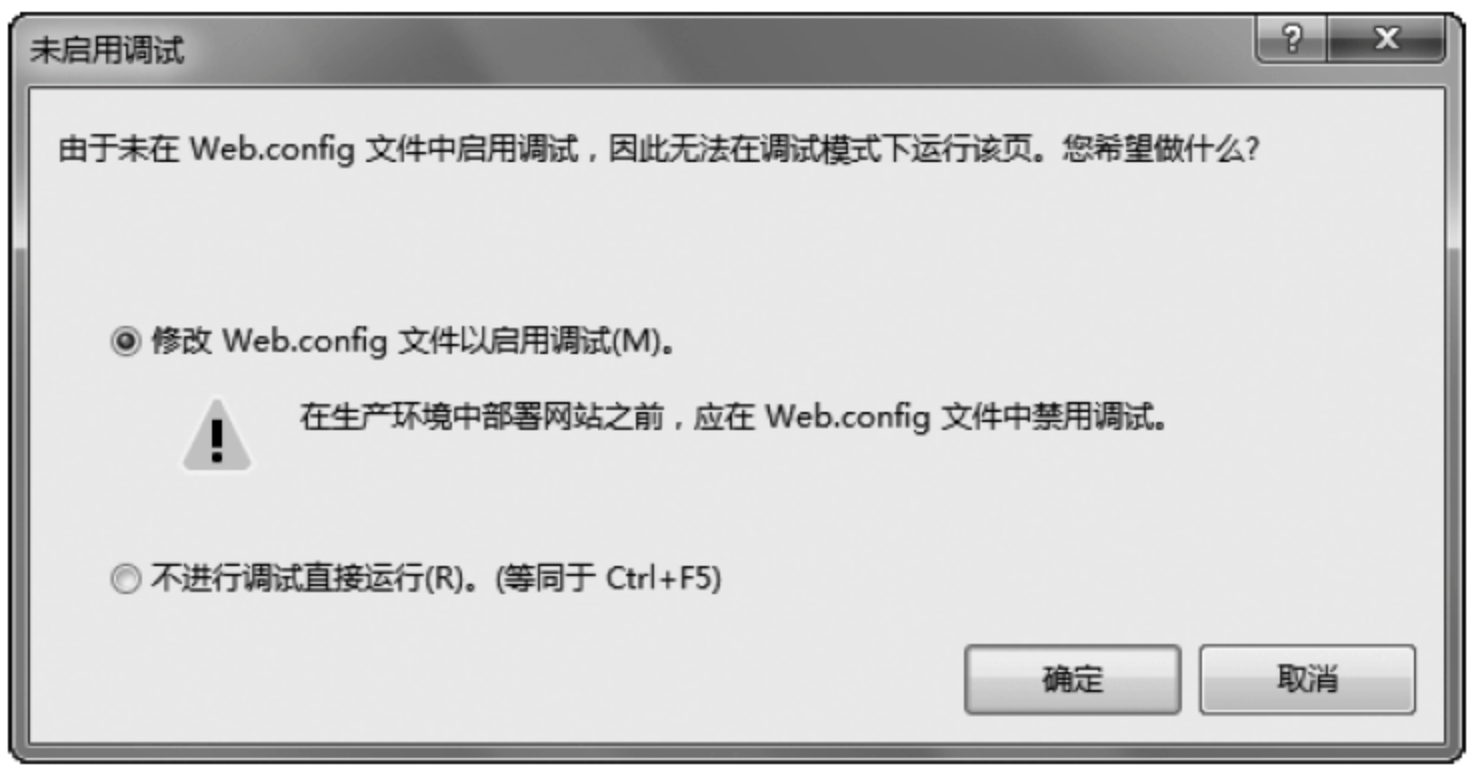 未启用调试
由于未在 Web.config 文件中启用调试，因此无法在调试模式下运行该页。您希望做什么?
修改 Web.config 文件以启用调试(M)。
在生产环境中部署网站之前，应在 Web.config 文件中禁用调试。
不进行调试直接运行(R)。(等同于 Ctrl+F5)
确定 取消